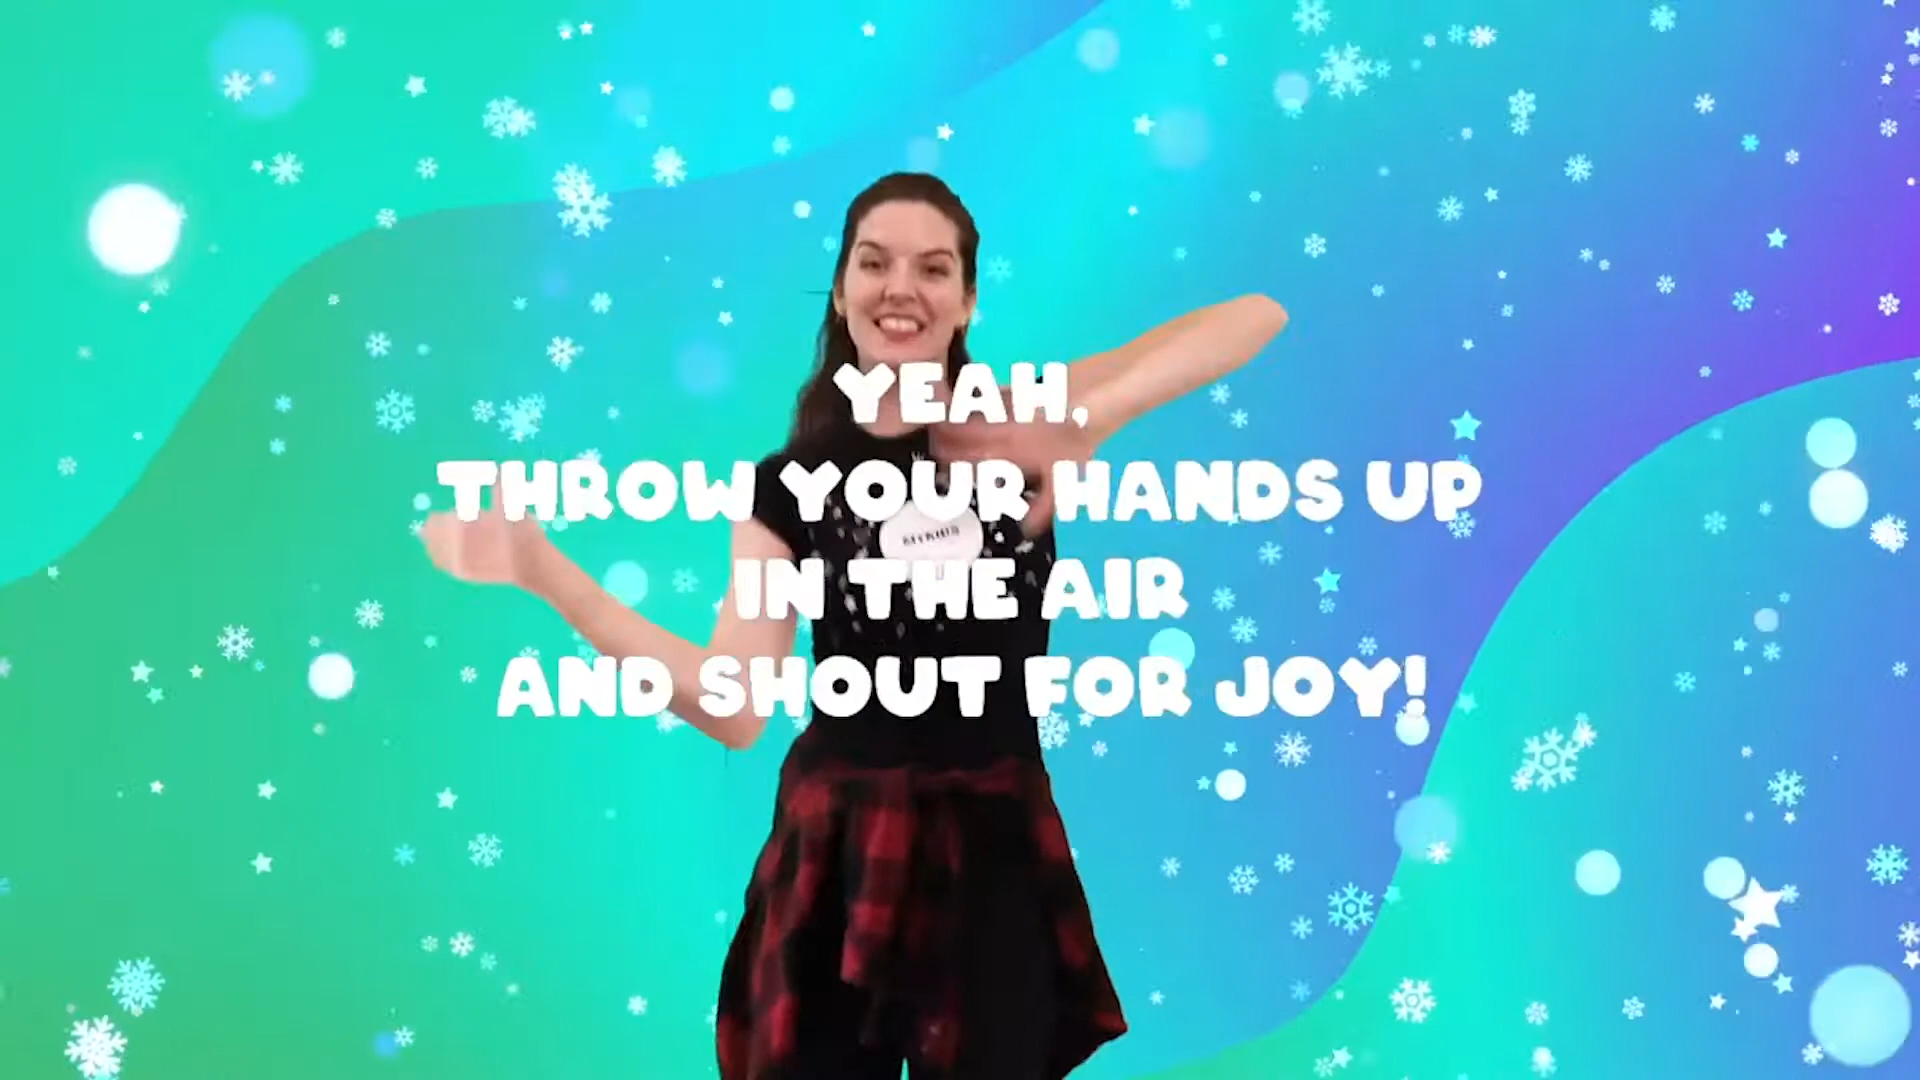 YEAH,
THROW YOUR HANDS UP
IN THE AIR
AND SHOUT FOR JOY!